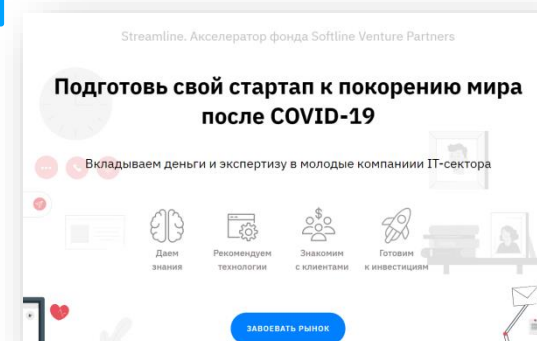 Streamline. Акселератор фонда Softline Venture Partners
Подготовь свой стартап к покорению мира
после COVID-19
Вкладываем деньги и экспертизу в молодые компаниии IT-сектора
Даем
знания
Рекомендуем
технологии
Знакомим
с клиентами
Готовим
к инвестициям
ЗАВОЕВАТЬ РЫНОК